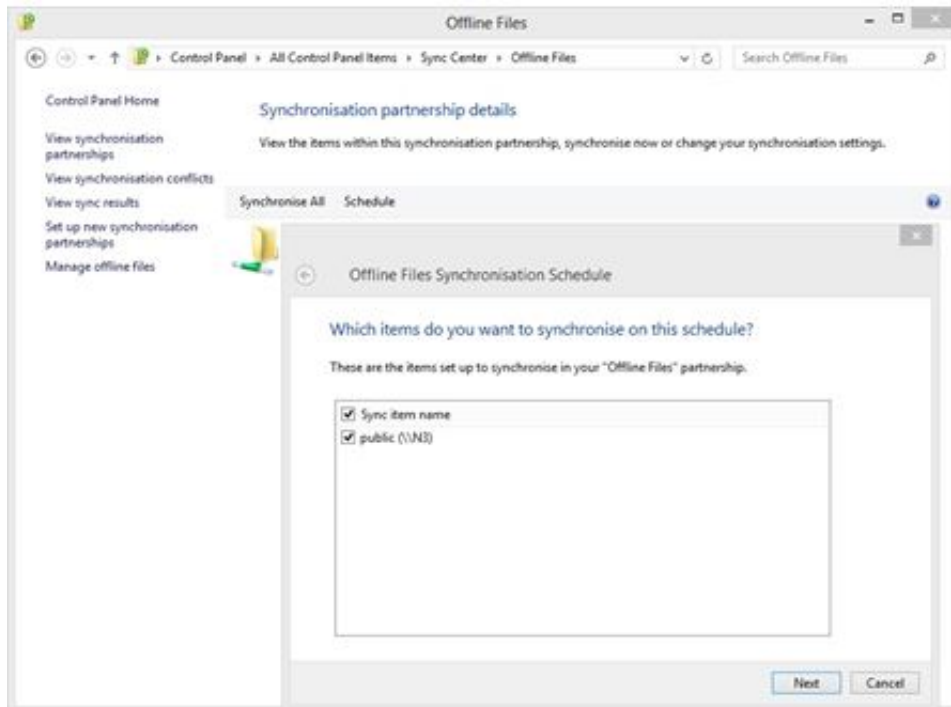 Offline Files
Control Panel ▸ All Control Panel Items ▸ Sync Center ▸ Offline Files
Search Offline Files
Control Panel Home
View synchronisation
partnerships
View synchronisation conflicts
View sync results
Set up new synchronisation
partnerships
Manage offline files
Synchronisation partnership details
View the items within this synchronisation partnership, synchronise now or change your synchronisation settings.
Synchronise All Schedule
Offline Files Synchronisation Schedule
Which items do you want to synchronise on this schedule?
These are the items set up to synchronise in your "Offline Files" partnership.
Sync item name
public (\\N3)
Next Cancel